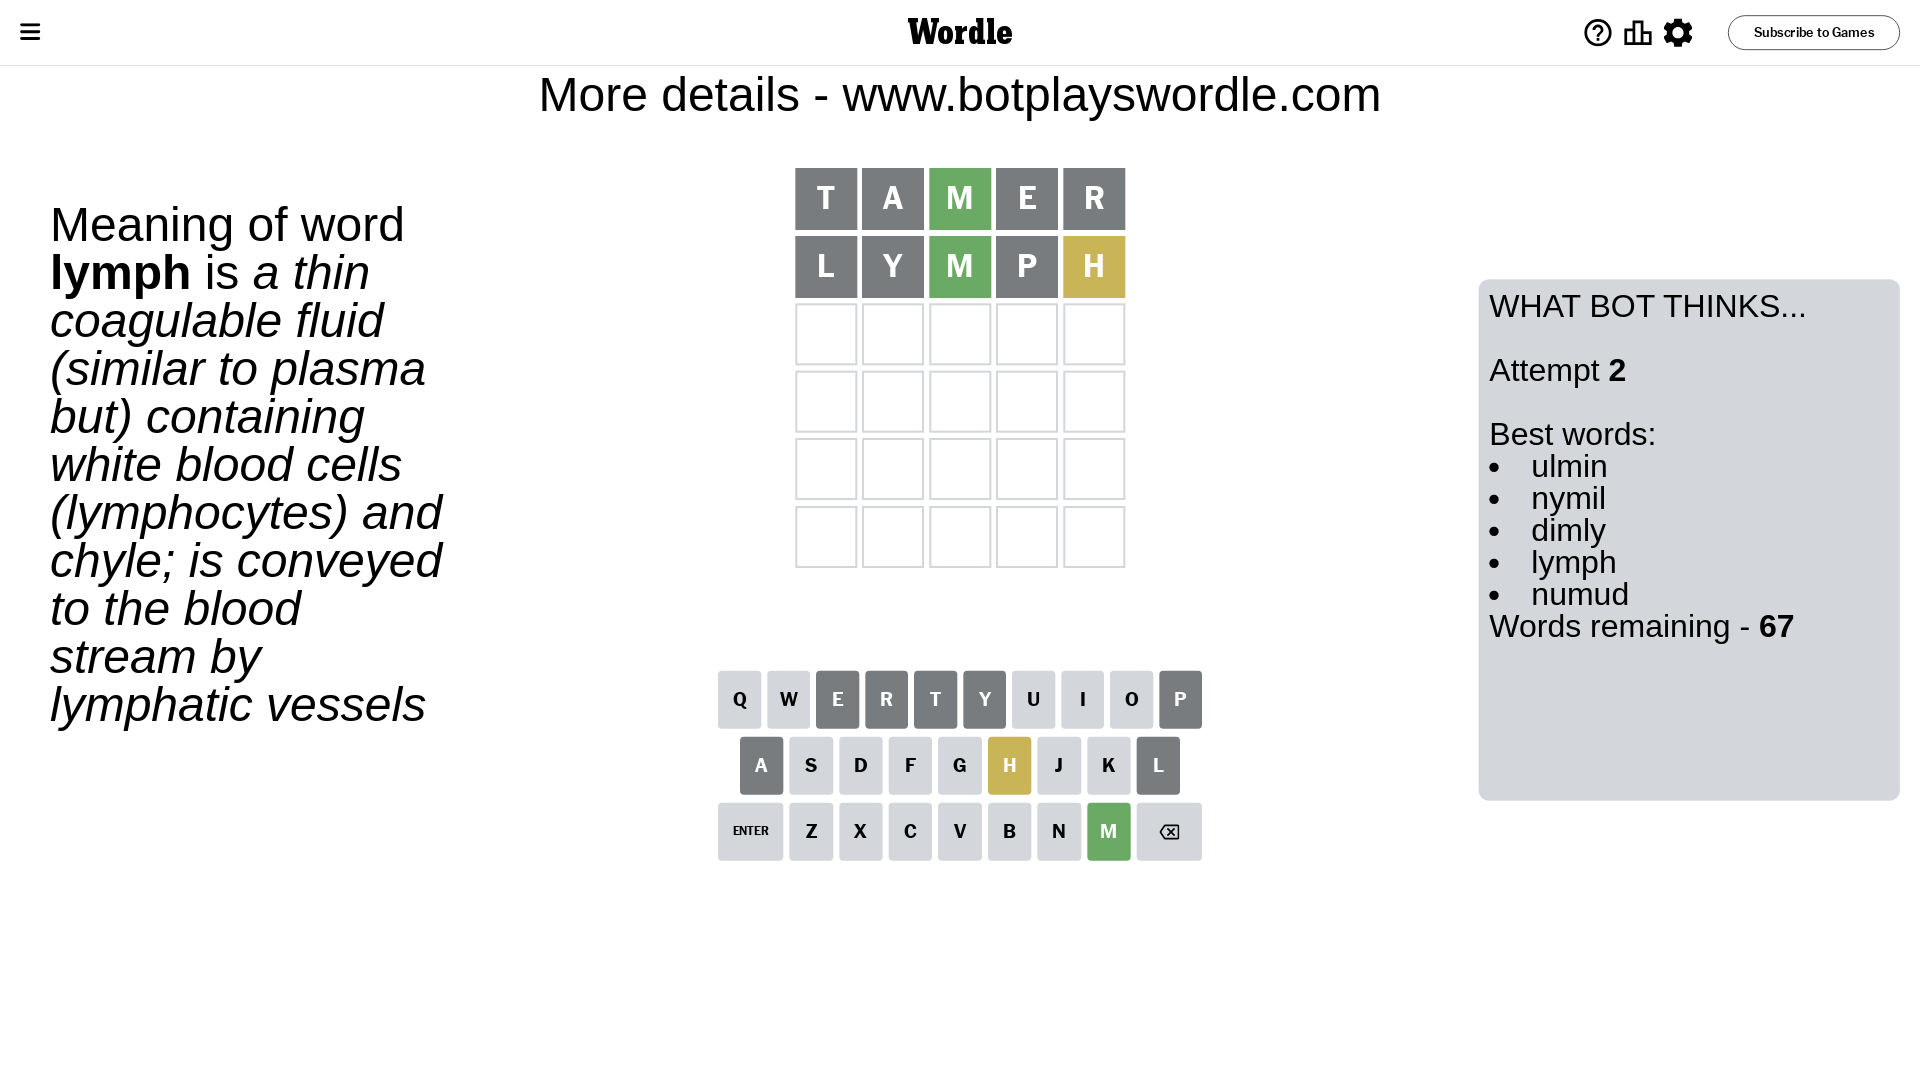 Wordle
Subscribe to Games
More details - www.botplayswordle.com
Meaning of word
lymph is a thin
coagulable fluid
(similar to plasma
but) containing
white blood cells
(lymphocytes) and
chyle; is conveyed
to the blood
stream by
lymphatic vessels
T A M E R
L Y M P H
WHAT BOT THINKS...
Attempt 2
Best words:
• ulmin
• nymil
• dimly
• lymph
• numud
Words remaining - 67
Q W E R T Y U I O P
A S D F G H J K L
ENTER Z X C V B N M